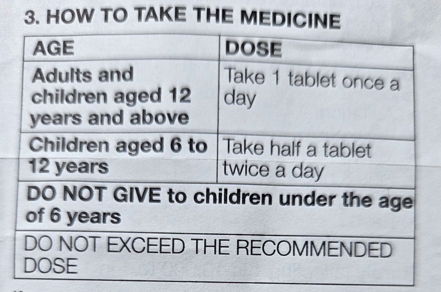 3. HOW TO TAKE THE MEDICINE
AGE DOSE
Adults and children aged 12 years and above
Take 1 tablet once a day
Children aged 6 to 12 years
Take half a tablet twice a day
DO NOT GIVE to children under the age
of 6 years
DO NOT EXCEED THE RECOMMENDED
DOSE